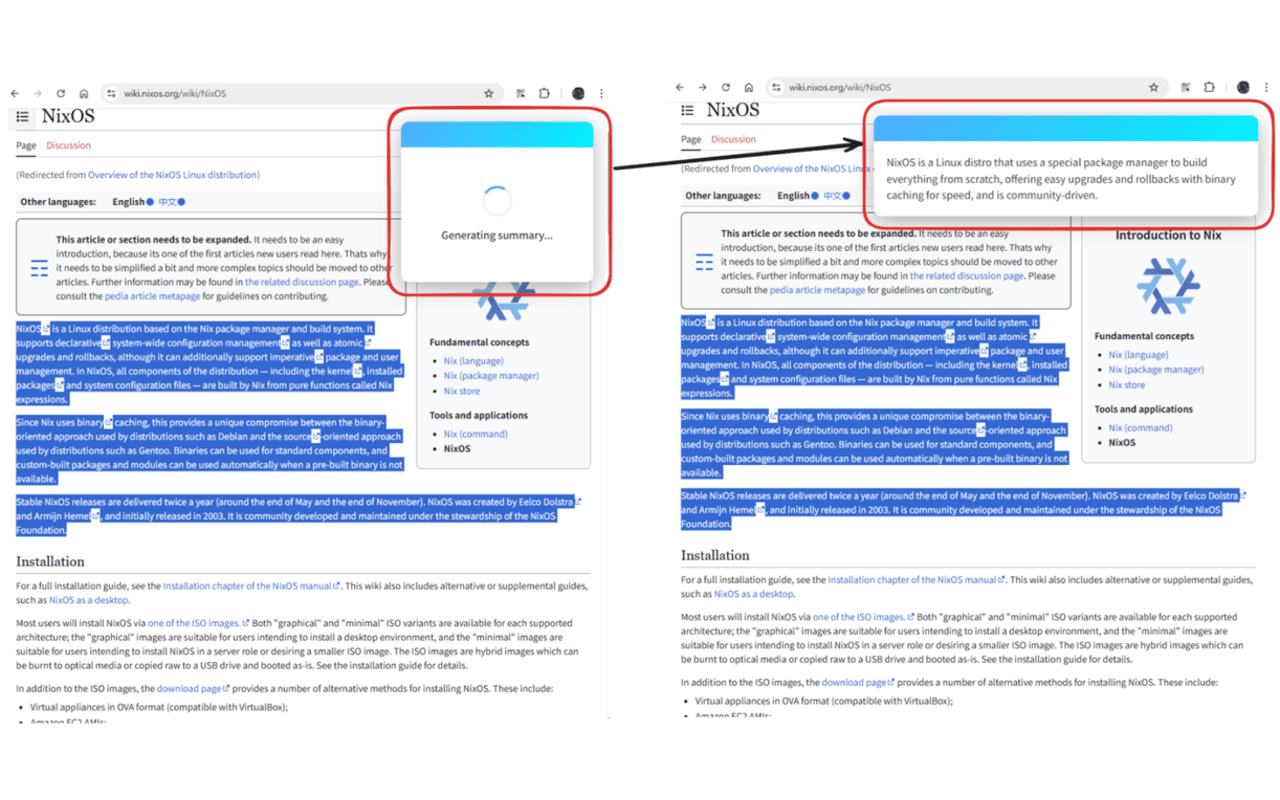 wiki.nixos.org/wiki/NixOS
NixOS
Page Discussion
(Redirected from Overview of the NixOS Linux distribution)
Other languages: English 中文
This article or section needs to be expanded. It needs to be an easy
introduction, because its one of the first articles new users read here. Thats why
it needs to be simplified a bit and more complex topics should be moved to other
articles. Further information may be found in the related discussion page. Please
consult the pedia article metapage for guidelines on contributing.
Generating summary...
NixOS is a Linux distribution based on the Nix package manager and build system. It
supports declarative system-wide configuration management as well as atomic
upgrades and rollbacks, although it can additionally support imperative package and user
management. In NixOS, all components of the distribution — including the kernel, installed
packages and system configuration files — are built by Nix from pure functions called Nix
expressions.
Since Nix uses binary caching, this provides a unique compromise between the binary-
oriented approach used by distributions such as Debian and the source-oriented approach
used by distributions such as Gentoo. Binaries can be used for standard components, and
custom-built packages and modules can be used automatically when a pre-built binary is not
available.
Stable NixOS releases are delivered twice a year (around the end of May and the end of November). NixOS was created by Eelco Dolstra
and Armijn Hemel, and initially released in 2003. It is community developed and maintained under the stewardship of the NixOS
Foundation.
Fundamental concepts
• Nix (language)
• Nix (package manager)
• Nix store
Tools and applications
• Nix (command)
• NixOS
Installation
For a full installation guide, see the Installation chapter of the NixOS manual. This wiki also includes alternative or supplemental guides,
such as NixOS as a desktop.
Most users will install NixOS via one of the ISO images. Both "graphical" and "minimal" ISO variants are available for each supported
architecture; the "graphical" images are suitable for users intending to install a desktop environment, and the "minimal" images are
suitable for users intending to install NixOS in a server role or desiring a smaller ISO image. The ISO images are hybrid images which can
be burnt to optical media or copied raw to a USB drive and booted as-is. See the installation guide for details.
In addition to the ISO images, the download page provides a number of alternative methods for installing NixOS. These include:
• Virtual appliances in OVA format (compatible with VirtualBox);
• Amazon EC2 AMIs;
wiki.nixos.org/wiki/NixOS
NixOS
Page Discussion
(Redirected from Overview of the NixOS Linux
Other languages: English 中文
NixOS is a Linux distro that uses a special package manager to build
everything from scratch, offering easy upgrades and rollbacks with binary
caching for speed, and is community-driven.
This article or section needs to be expanded. It needs to be an easy
introduction, because its one of the first articles new users read here. Thats why
it needs to be simplified a bit and more complex topics should be moved to other
articles. Further information may be found in the related discussion page. Please
consult the pedia article metapage for guidelines on contributing.
NixOS is a Linux distribution based on the Nix package manager and build system. It
supports declarative system-wide configuration management as well as atomic
upgrades and rollbacks, although it can additionally support imperative package and user
management. In NixOS, all components of the distribution — including the kernel, installed
packages and system configuration files — are built by Nix from pure functions called Nix
expressions.
Since Nix uses binary caching, this provides a unique compromise between the binary-
oriented approach used by distributions such as Debian and the source-oriented approach
used by distributions such as Gentoo. Binaries can be used for standard components, and
custom-built packages and modules can be used automatically when a pre-built binary is not
available.
Stable NixOS releases are delivered twice a year (around the end of May and the end of November). NixOS was created by Eelco Dolstra
and Armijn Hemel, and initially released in 2003. It is community developed and maintained under the stewardship of the NixOS
Foundation.
Introduction to Nix
Fundamental concepts
• Nix (language)
• Nix (package manager)
• Nix store
Tools and applications
• Nix (command)
• NixOS
Installation
For a full installation guide, see the Installation chapter of the NixOS manual. This wiki also includes alternative or supplemental guides,
such as NixOS as a desktop.
Most users will install NixOS via one of the ISO images. Both "graphical" and "minimal" ISO variants are available for each supported
architecture; the "graphical" images are suitable for users intending to install a desktop environment, and the "minimal" images are
suitable for users intending to install NixOS in a server role or desiring a smaller ISO image. The ISO images are hybrid images which can
be burnt to optical media or copied raw to a USB drive and booted as-is. See the installation guide for details.
In addition to the ISO images, the download page provides a number of alternative methods for installing NixOS. These include:
• Virtual appliances in OVA format (compatible with VirtualBox);
• Amazon EC2 AMIs;